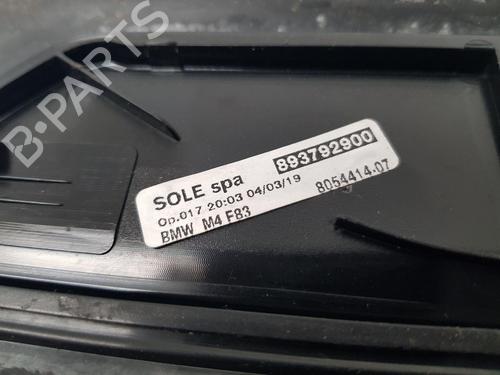 B-PARTS
SOLE spa 893792900
Op.017 20:03 04/03/19 8054414-07
BMW M4 F83